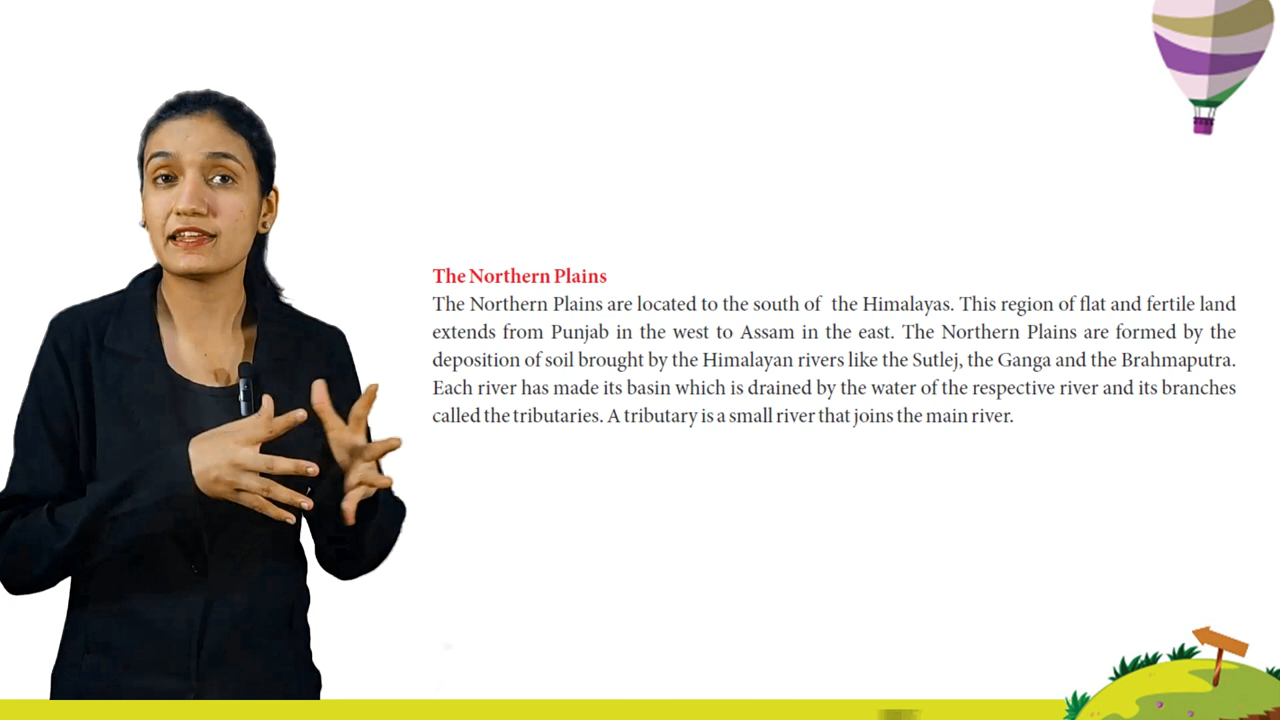 The Northern Plains
The Northern Plains are located to the south of the Himalayas. This region of flat and fertile land
extends from Punjab in the west to Assam in the east. The Northern Plains are formed by the
deposition of soil brought by the Himalayan rivers like the Sutlej, the Ganga and the Brahmaputra.
Each river has made its basin which is drained by the water of the respective river and its branches
called the tributaries. A tributary is a small river that joins the main river.